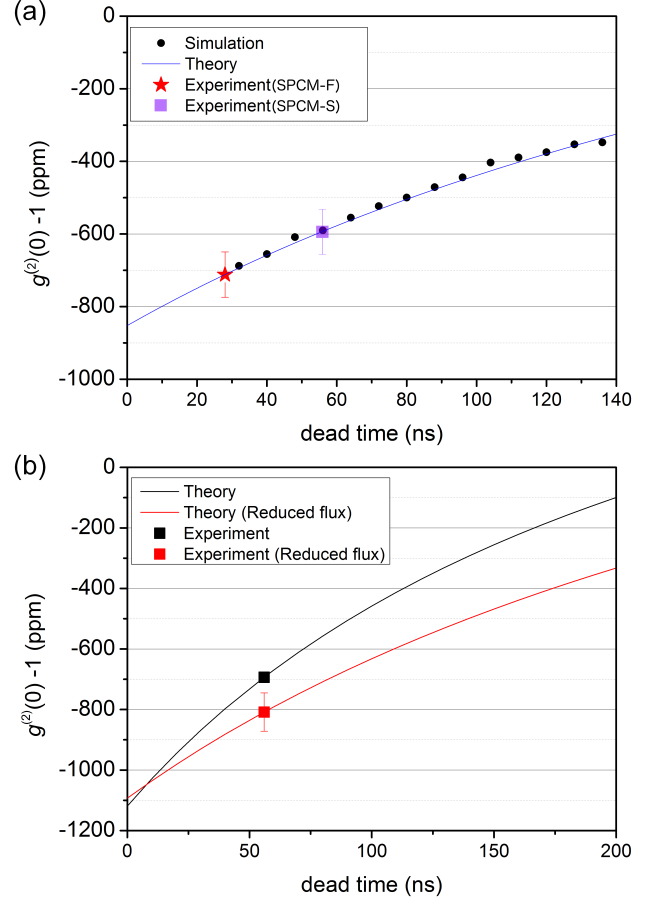 (a)
0
-200
-400
-600
-800
-1000
g^(2)(0) -1 (ppm)
Simulation
Theory
Experiment(SPCM-F)
Experiment(SPCM-S)
0 20 40 60 80 100 120 140
dead time (ns)
(b)
0
-200
-400
-600
-800
-1000
-1200
g^(2)(0) -1 (ppm)
Theory
Theory (Reduced flux)
Experiment
Experiment (Reduced flux)
0 50 100 150 200
dead time (ns)